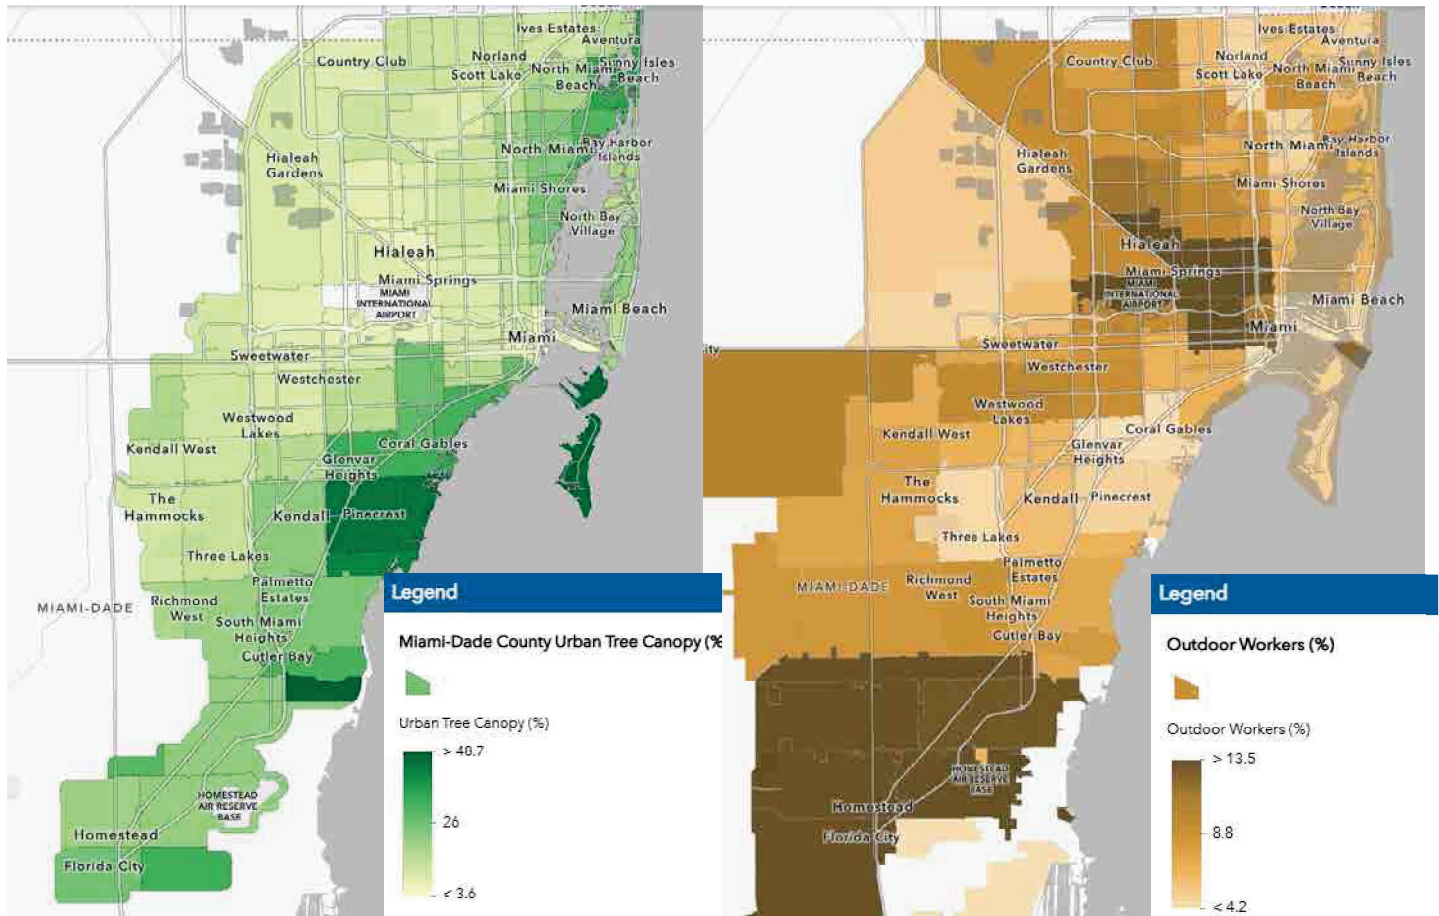 Ives Estates
Aventura
Country Club
Norland
Sunny Isles
Beach
Scott Lake
North Miami
Beach
North Miami
Bay Harbor
Islands
Hialeah
Gardens
Miami Shores
North Bay
Village
Hialeah
Miami Springs
MIAMI
INTERNATIONAL
AIRPORT
Miami Beach
Miami
Sweetwater
Westchester
Westwood
Lakes
Coral Gables
Kendall West
Glenvar
Heights
The
Hammocks
Kendall
Pinecrest
Three Lakes
Palmetto
Estates
MIAMI-DADE
Richmond
West
South Miami
Heights
Cutler Bay
HOMESTEAD
AIR RESERVE
BASE
Homestead
Florida City
Legend
Miami-Dade County Urban Tree Canopy (%
Urban Tree Canopy (%)
> 40.7
26
< 3.6
Ives Estates
Aventura
Country Club
Norland
Sunny Isles
Beach
Scott Lake
North Miami
Beach
North Miami
Bay Harbor
Islands
Hialeah
Gardens
Miami Shores
North Bay
Village
Hialeah
Miami Springs
MIAMI
INTERNATIONAL
AIRPORT
Miami Beach
Miami
Sweetwater
ity
Westchester
Westwood
Lakes
Coral Gables
Kendall West
Glenvar
Heights
The
Hammocks
Kendall
Pinecrest
Three Lakes
Palmetto
Estates
MIAMI-DADE
Richmond
West
South Miami
Heights
Cutler Bay
HOMESTEAD
AIR RESERVE
BASE
Homestead
Florida City
Legend
Outdoor Workers (%)
Outdoor Workers (%)
> 13.5
8.8
< 4.2